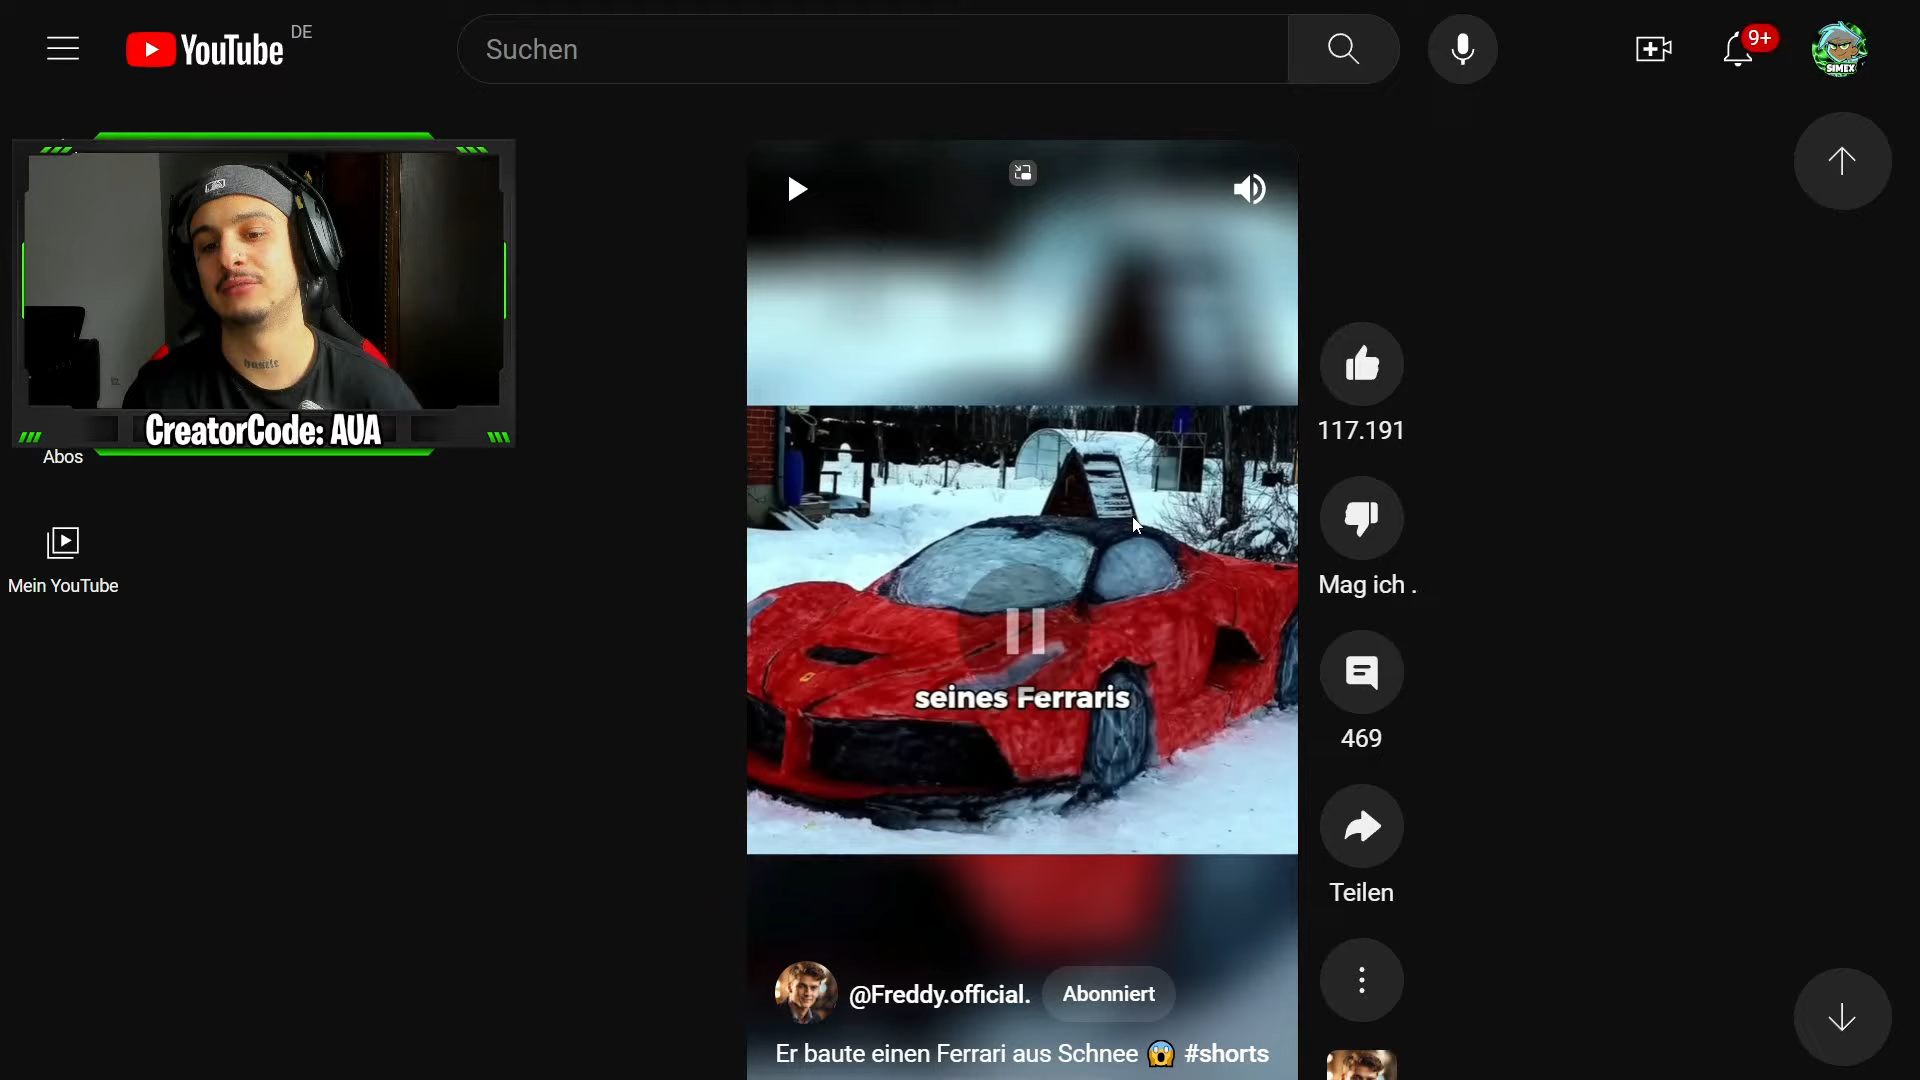 YouTube DE
Suchen
9+
SIMEX
CreatorCode: AUA
Abos
Mein YouTube
117.191
Mag ich .
469
Teilen
seines Ferraris
@Freddy.official. Abonniert
Er baute einen Ferrari aus Schnee 😱 #shorts